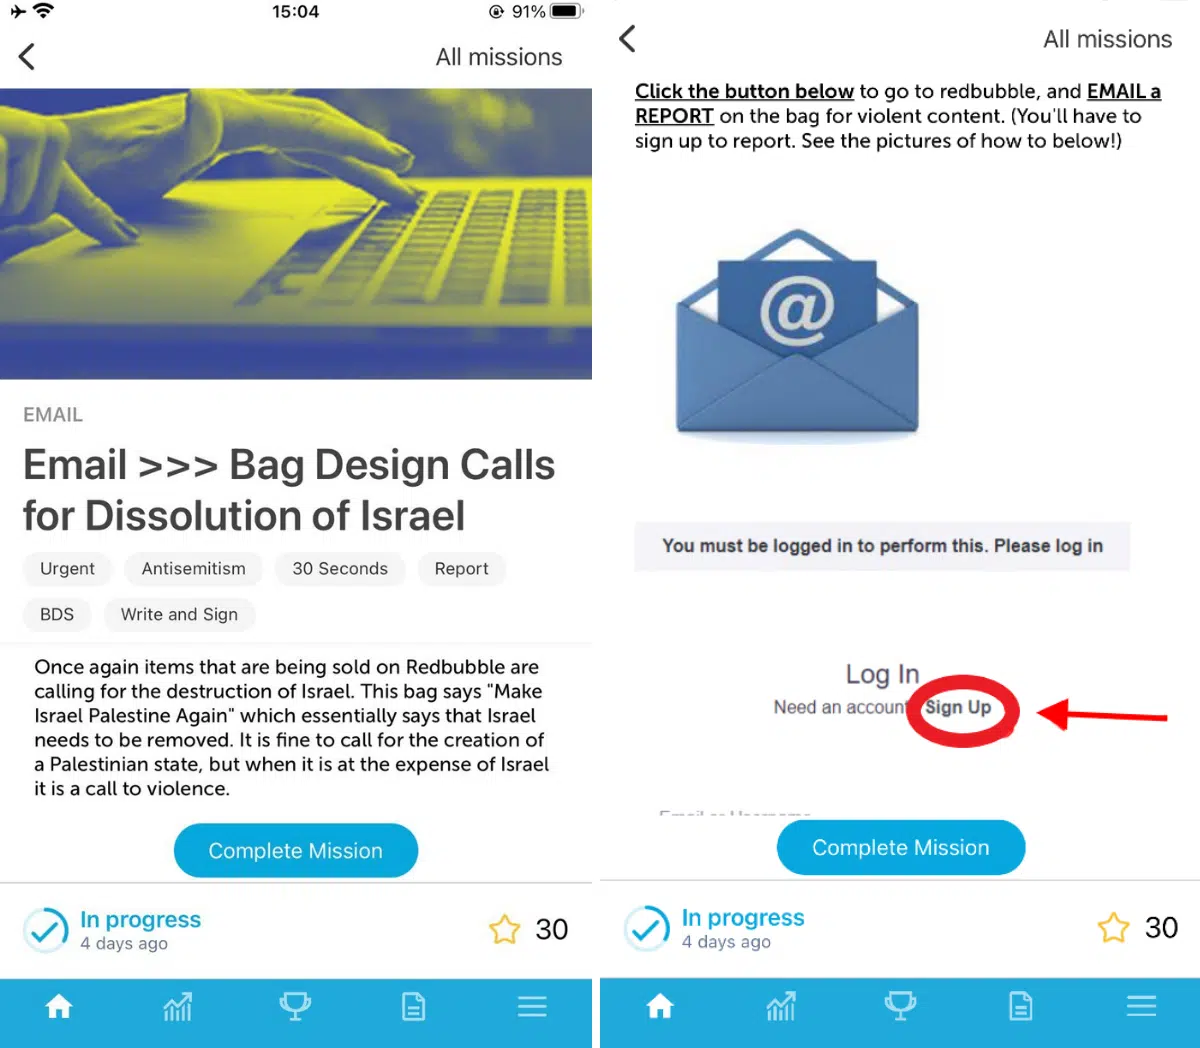 15:04
91%
All missions
EMAIL
Email >>> Bag Design Calls
for Dissolution of Israel
Urgent
Antisemitism
30 Seconds
Report
BDS
Write and Sign
Once again items that are being sold on Redbubble are
calling for the destruction of Israel. This bag says "Make
Israel Palestine Again" which essentially says that Israel
needs to be removed. It is fine to call for the creation of
a Palestinian state, but when it is at the expense of Israel
it is a call to violence.
Complete Mission
In progress
4 days ago
30
All missions
Click the button below to go to redbubble, and EMAIL a
REPORT on the bag for violent content. (You'll have to
sign up to report. See the pictures of how to below!)
@
You must be logged in to perform this. Please log in
Log In
Need an account Sign Up
Email or Username
Complete Mission
In progress
4 days ago
30